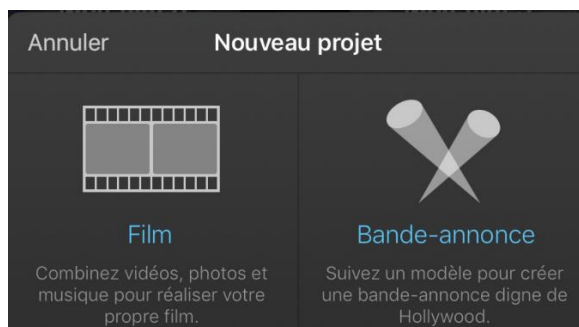 Annuler
Nouveau projet
Film
Combinez vidéos, photos et
musique pour réaliser votre
propre film.
Bande-annonce
Suivez un modèle pour créer
une bande-annonce digne de
Hollywood.